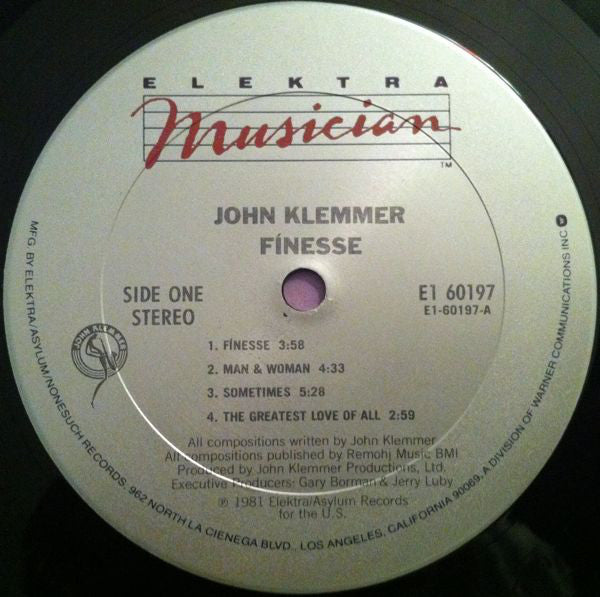 ELEKTRA
Musician
TM
JOHN KLEMMER
FÍNESSE
SIDE ONE
STEREO
E1 60197
E1-60197-A
JOHN KLEMMER
1. FÍNESSE 3:58
2. MAN & WOMAN 4:33
3. SOMETIMES 5:28
4. THE GREATEST LOVE OF ALL 2:59
All compositions written by John Klemmer
All compositions published by Remohj Music BMI
Produced by John Klemmer Productions, Ltd.
Executive Producers: Gary Borman & Jerry Luby
℗ 1981 Elektra/Asylum Records
for the U.S.
MFG. BY ELEKTRA/ASYLUM/NONESUCH RECORDS, 962 NORTH LA CIENEGA BLVD., LOS ANGELES, CALIFORNIA 90069, A DIVISION OF WARNER COMMUNICATIONS INC.